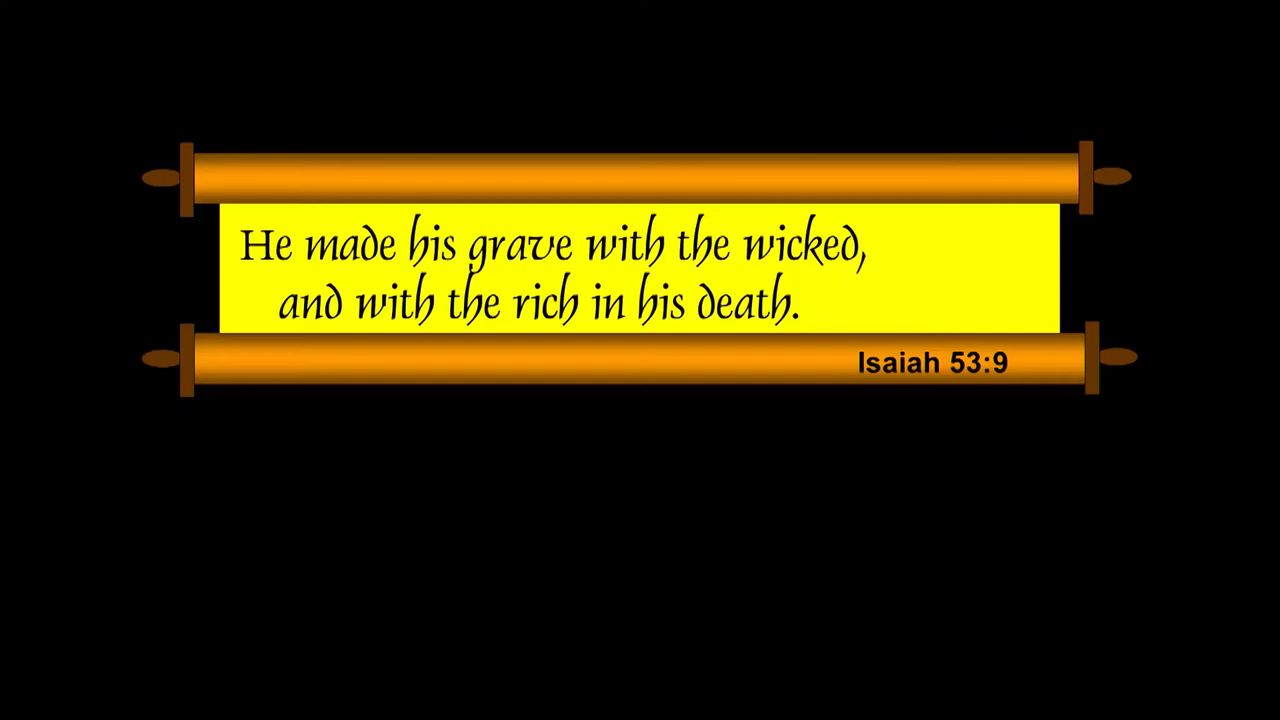 He made his grave with the wicked,
and with the rich in his death.
Isaiah 53:9